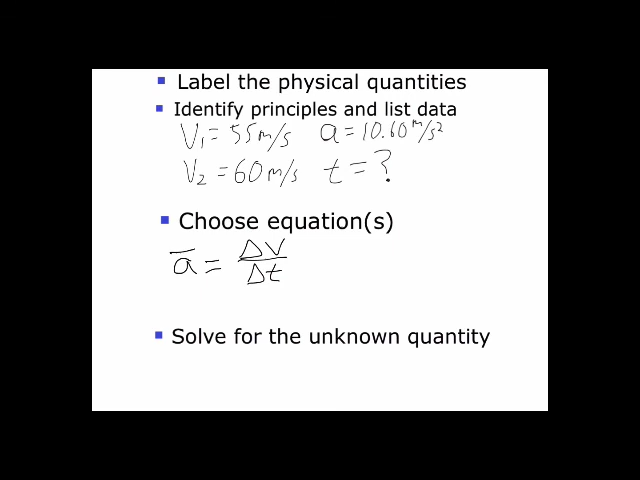 Label the physical quantities
Identify principles and list data
V₁ = 55 m/s a = 10.60 m/s²
V₂ = 60 m/s t = ?
Choose equation(s)
a̅ = ΔV/Δt
Solve for the unknown quantity